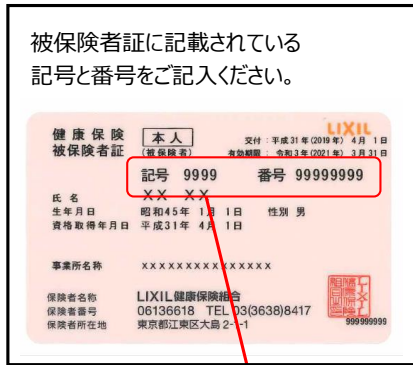 被保険者証に記載されている
記号と番号をご記入ください。
LIXIL
健康保険 本人 交付：平成31年(2019年) 4月 1日
被保険者証 (被保険者) 有効期限：令和3年(2021年) 3月31日
記号 9999 番号 99999999
氏名 XX XX
生年月日 昭和45年 1月 1日 性別 男
資格取得年月日 平成31年 4月 1日
事業所名称 xxxxxxxxxxxxxxx
保険者名称 LIXIL健康保険組合
保険者番号 06136618 TEL 03(3638)8417
保険者所在地 東京都江東区大島 2-1-1
999999999